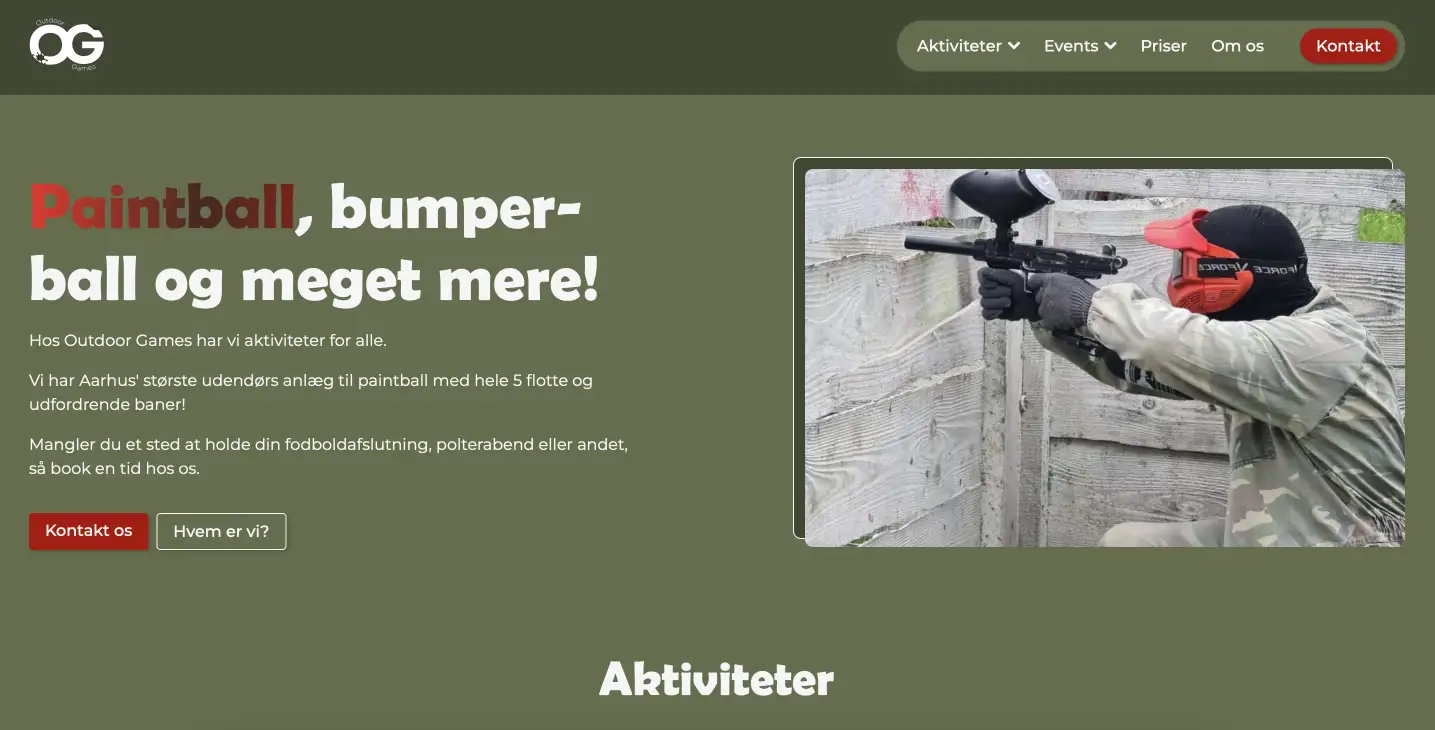 Outdoor
OG
Games
Aktiviteter
Events
Priser
Om os
Kontakt
Paintball, bumper-
ball og meget mere!
Hos Outdoor Games har vi aktiviteter for alle.
Vi har Aarhus' største udendørs anlæg til paintball med hele 5 flotte og
udfordrende baner!
Mangler du et sted at holde din fodboldafslutning, polterabend eller andet,
så book en tid hos os.
Kontakt os
Hvem er vi?
VFORCE VFORCE
Aktiviteter